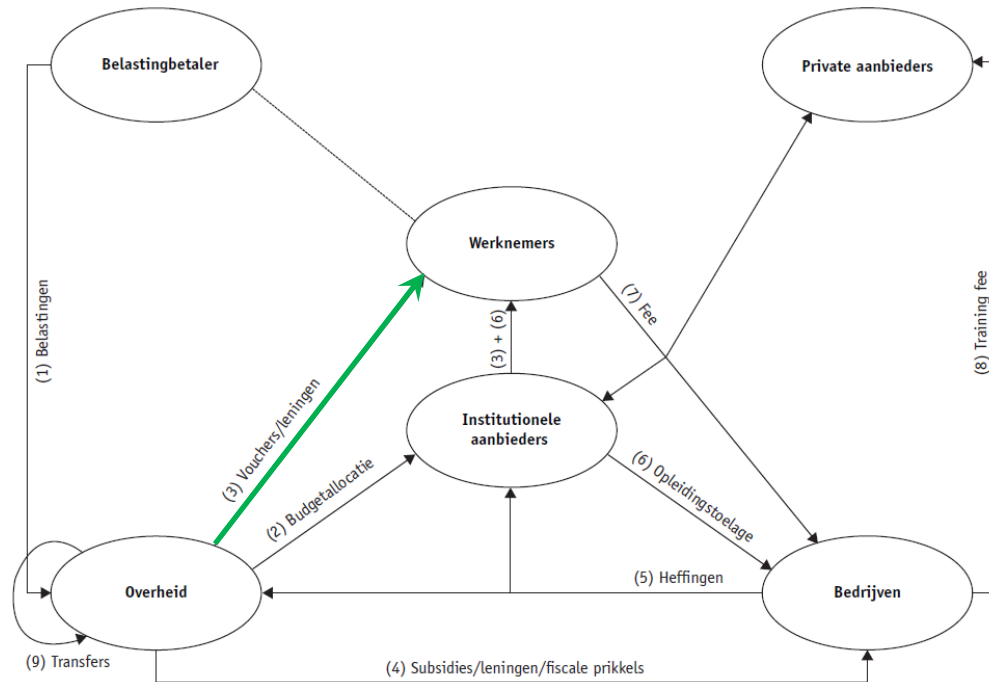 Belastingbetaler
Private aanbieders
Werknemers
(7) Fee
(1) Belastingen
(3) + (6)
(8) Training fee
(3) Vouchers/leningen
Institutionele
aanbieders
(2) Budgetallocatie
(6) Opleidingstoelage
(5) Heffingen
Overheid
Bedrijven
(9) Transfers
(4) Subsidies/leningen/fiscale prikkels